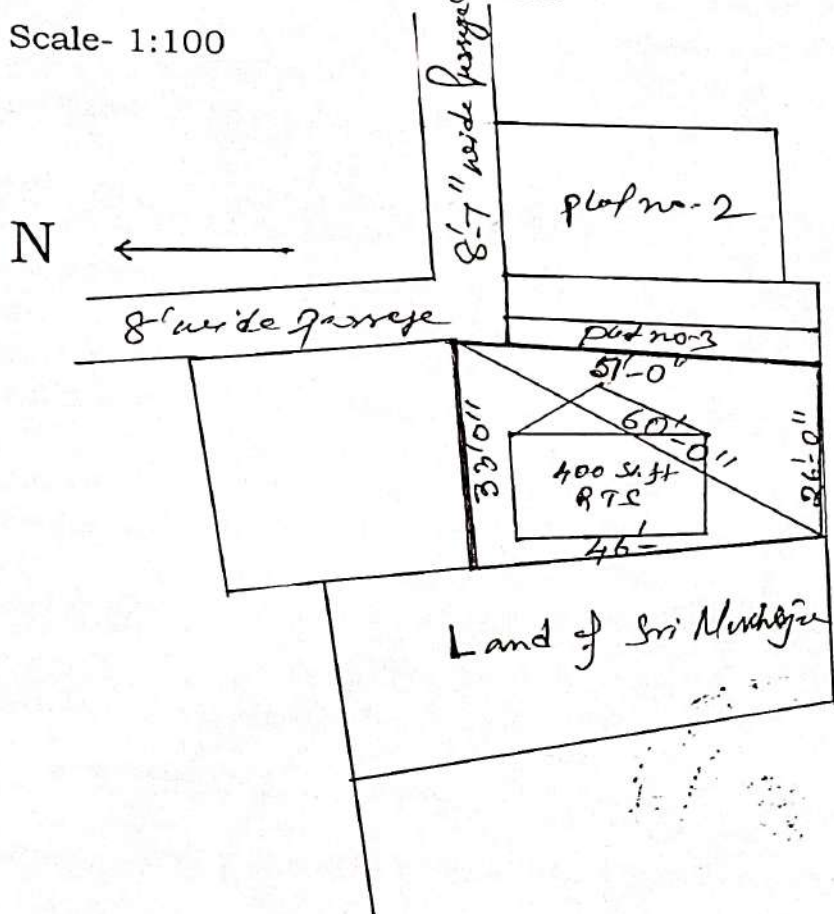 Scale- 1:100
8'-7" wide passage
plot no- 2
N
8' wide passage
plot no-3
51'-0"
60'-0"
33'0"
400 S.ft
RTS
26'-0"
46'-
Land of Sri